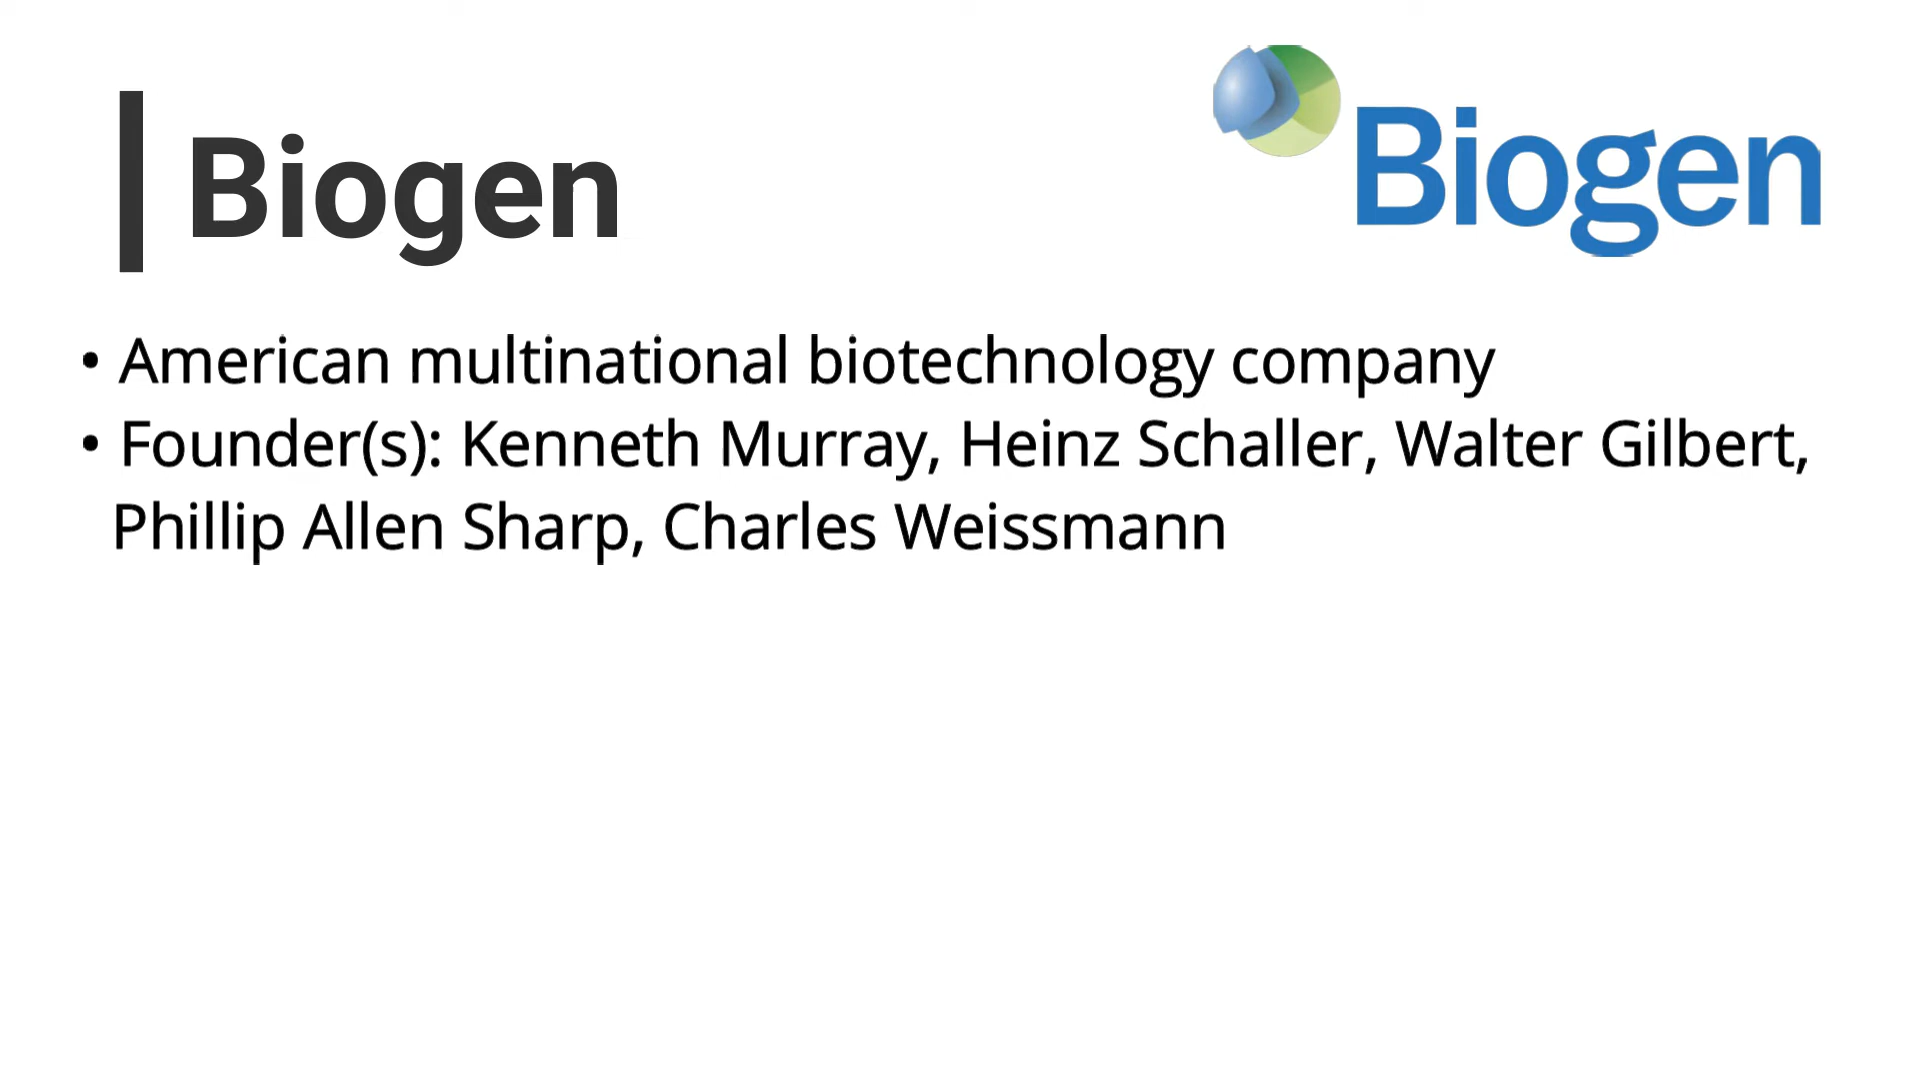 Biogen
Biogen
• American multinational biotechnology company
• Founder(s): Kenneth Murray, Heinz Schaller, Walter Gilbert,
Phillip Allen Sharp, Charles Weissmann